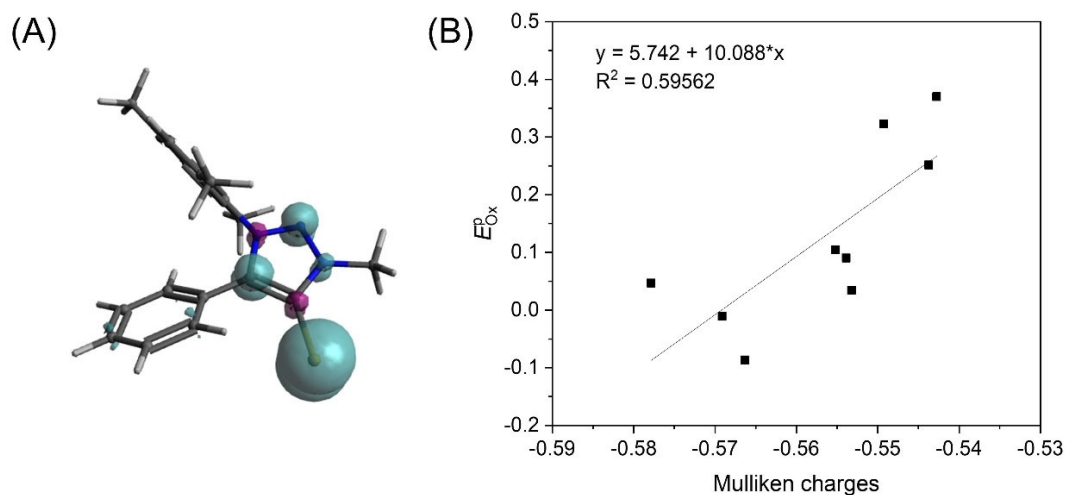 (A)
(B)
y = 5.742 + 10.088*x
R² = 0.59562
0.5
0.4
0.3
0.2
0.1
0.0
-0.1
-0.2
E^p_Ox
-0.59 -0.58 -0.57 -0.56 -0.55 -0.54 -0.53
Mulliken charges